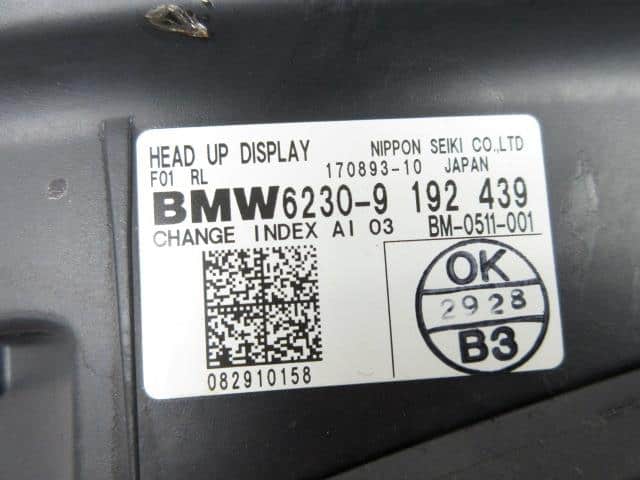 HEAD UP DISPLAY NIPPON SEIKI CO.,LTD
F01 RL 170893-10 JAPAN
BMW6230-9 192 439
CHANGE INDEX AI 03 BM-0511-001
OK
2928
B3
082910158